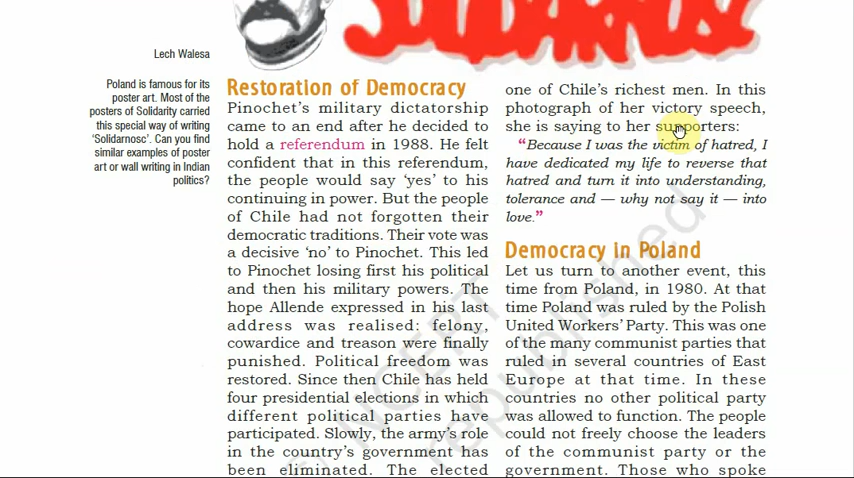 SOLIDARNOSC
Lech Walesa
Poland is famous for its
poster art. Most of the
posters of Solidarity carried
this special way of writing
‘Solidarnosc’. Can you find
similar examples of poster
art or wall writing in Indian
politics?
Restoration of Democracy
Pinochet’s military dictatorship
came to an end after he decided to
hold a referendum in 1988. He felt
confident that in this referendum,
the people would say ‘yes’ to his
continuing in power. But the people
of Chile had not forgotten their
democratic traditions. Their vote was
a decisive ‘no’ to Pinochet. This led
to Pinochet losing first his political
and then his military powers. The
hope Allende expressed in his last
address was realised: felony,
cowardice and treason were finally
punished. Political freedom was
restored. Since then Chile has held
four presidential elections in which
different political parties have
participated. Slowly, the army’s role
in the country’s government has
been eliminated. The elected
one of Chile’s richest men. In this
photograph of her victory speech,
she is saying to her supporters:
“Because I was the victim of hatred, I
have dedicated my life to reverse that
hatred and turn it into understanding,
tolerance and — why not say it — into
love.”
Democracy in Poland
Let us turn to another event, this
time from Poland, in 1980. At that
time Poland was ruled by the Polish
United Workers’ Party. This was one
of the many communist parties that
ruled in several countries of East
Europe at that time. In these
countries no other political party
was allowed to function. The people
could not freely choose the leaders
of the communist party or the
government. Those who spoke
NCERT
republished